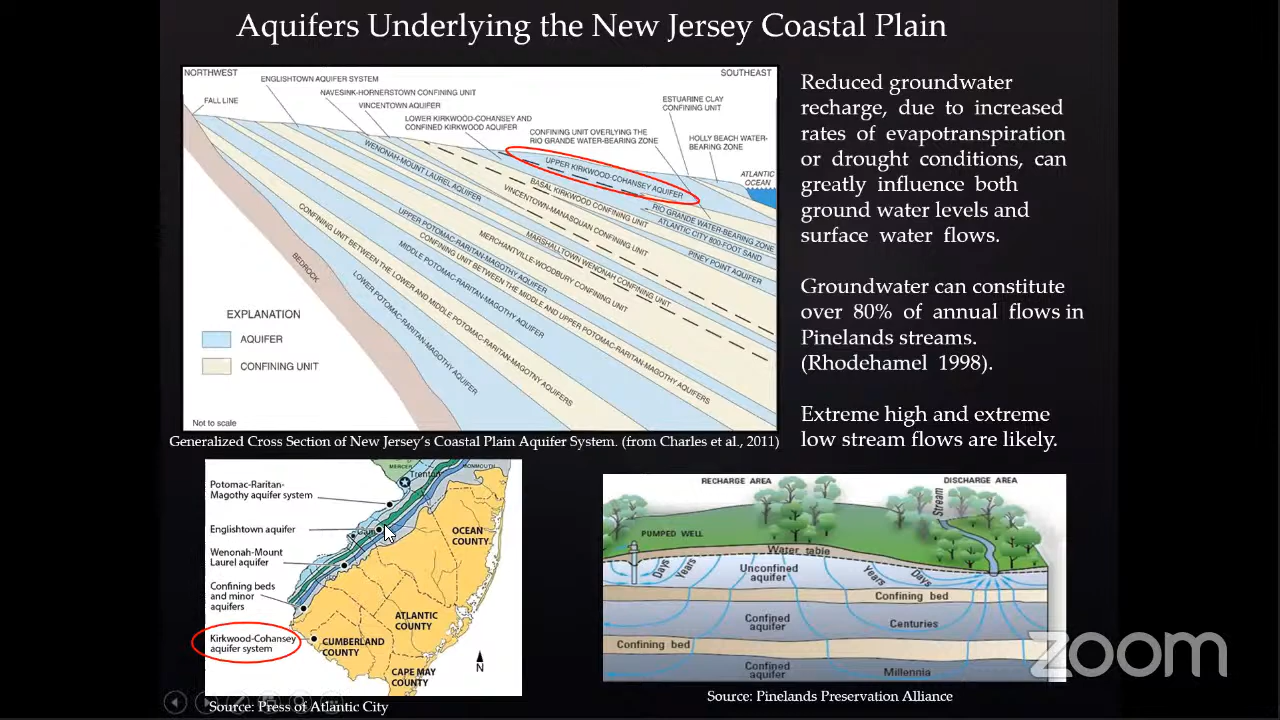 Aquifers Underlying the New Jersey Coastal Plain
NORTHWEST
SOUTHEAST
ENGLISHTOWN AQUIFER SYSTEM
NAVESINK-HORNERSTOWN CONFINING UNIT
VINCENTOWN AQUIFER
FALL LINE
LOWER KIRKWOOD-COHANSEY AND
CONFINED KIRKWOOD AQUIFER
CONFINING UNIT OVERLYING THE
RIO GRANDE WATER-BEARING ZONE
ESTUARINE CLAY
CONFINING UNIT
HOLLY BEACH WATER-
BEARING ZONE
ATLANTIC
OCEAN
WENONAH-MOUNT LAUREL AQUIFER
UPPER KIRKWOOD-COHANSEY AQUIFER
BASAL KIRKWOOD CONFINING UNIT
VINCENTOWN-MANASQUAN CONFINING UNIT
RIO GRANDE WATER-BEARING ZONE
ATLANTIC CITY 800-FOOT SAND
PINEY POINT AQUIFER
MARSHALLTOWN WENONAH CONFINING UNIT
MERCHANTVILLE-WOODBURY CONFINING UNIT
UPPER POTOMAC-RARITAN-MAGOTHY AQUIFER
CONFINING UNIT BETWEEN THE MIDDLE AND UPPER POTOMAC-RARITAN-MAGOTHY AQUIFERS
MIDDLE POTOMAC-RARITAN-MAGOTHY AQUIFER
CONFINING UNIT BETWEEN THE LOWER AND MIDDLE POTOMAC-RARITAN-MAGOTHY AQUIFERS
LOWER POTOMAC-RARITAN-MAGOTHY AQUIFER
BEDROCK
EXPLANATION
AQUIFER
CONFINING UNIT
Not to scale
Generalized Cross Section of New Jersey's Coastal Plain Aquifer System. (from Charles et al., 2011)
Reduced groundwater
recharge, due to increased
rates of evapotranspiration
or drought conditions, can
greatly influence both
ground water levels and
surface water flows.
Groundwater can constitute
over 80% of annual flows in
Pinelands streams.
(Rhodehamel 1998).
Extreme high and extreme
low stream flows are likely.
MERCER
MONMOUTH
Trenton
Potomac-Raritan-
Magothy aquifer system
Englishtown aquifer
Wenonah-Mount
Laurel aquifer
Confining beds
and minor
aquifers
Kirkwood-Cohansey
aquifer system
OCEAN
COUNTY
ATLANTIC
COUNTY
CUMBERLAND
COUNTY
CAPE MAY
COUNTY
N
Source: Press of Atlantic City
RECHARGE AREA
DISCHARGE AREA
Stream
PUMPED WELL
Water table
Days
Years
Unconfined
aquifer
Years
Days
Confining bed
Confined
aquifer
Centuries
Confining bed
Confined
aquifer
Millennia
Source: Pinelands Preservation Alliance
zoom